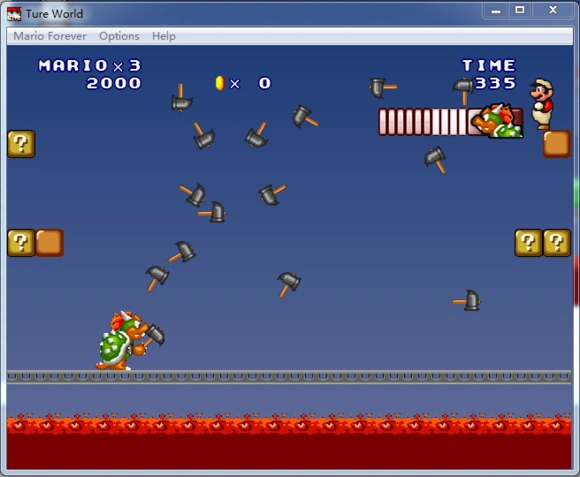 Ture World
Mario Forever Options Help
MARIO × 3 TIME
2000 × 0 335
? 
? ? ?